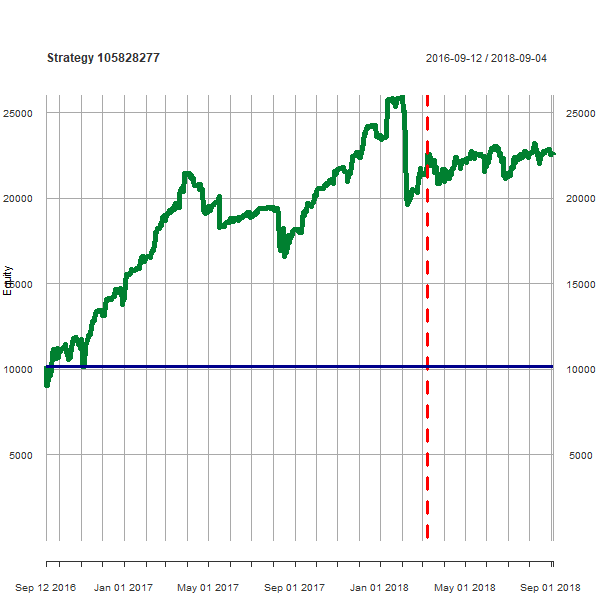 Strategy 105828277
2016-09-12 / 2018-09-04
25000
25000
20000
20000
Equity
15000
15000
10000
10000
5000
5000
Sep 12 2016
Jan 01 2017
May 01 2017
Sep 01 2017
Jan 01 2018
May 01 2018
Sep 01 2018